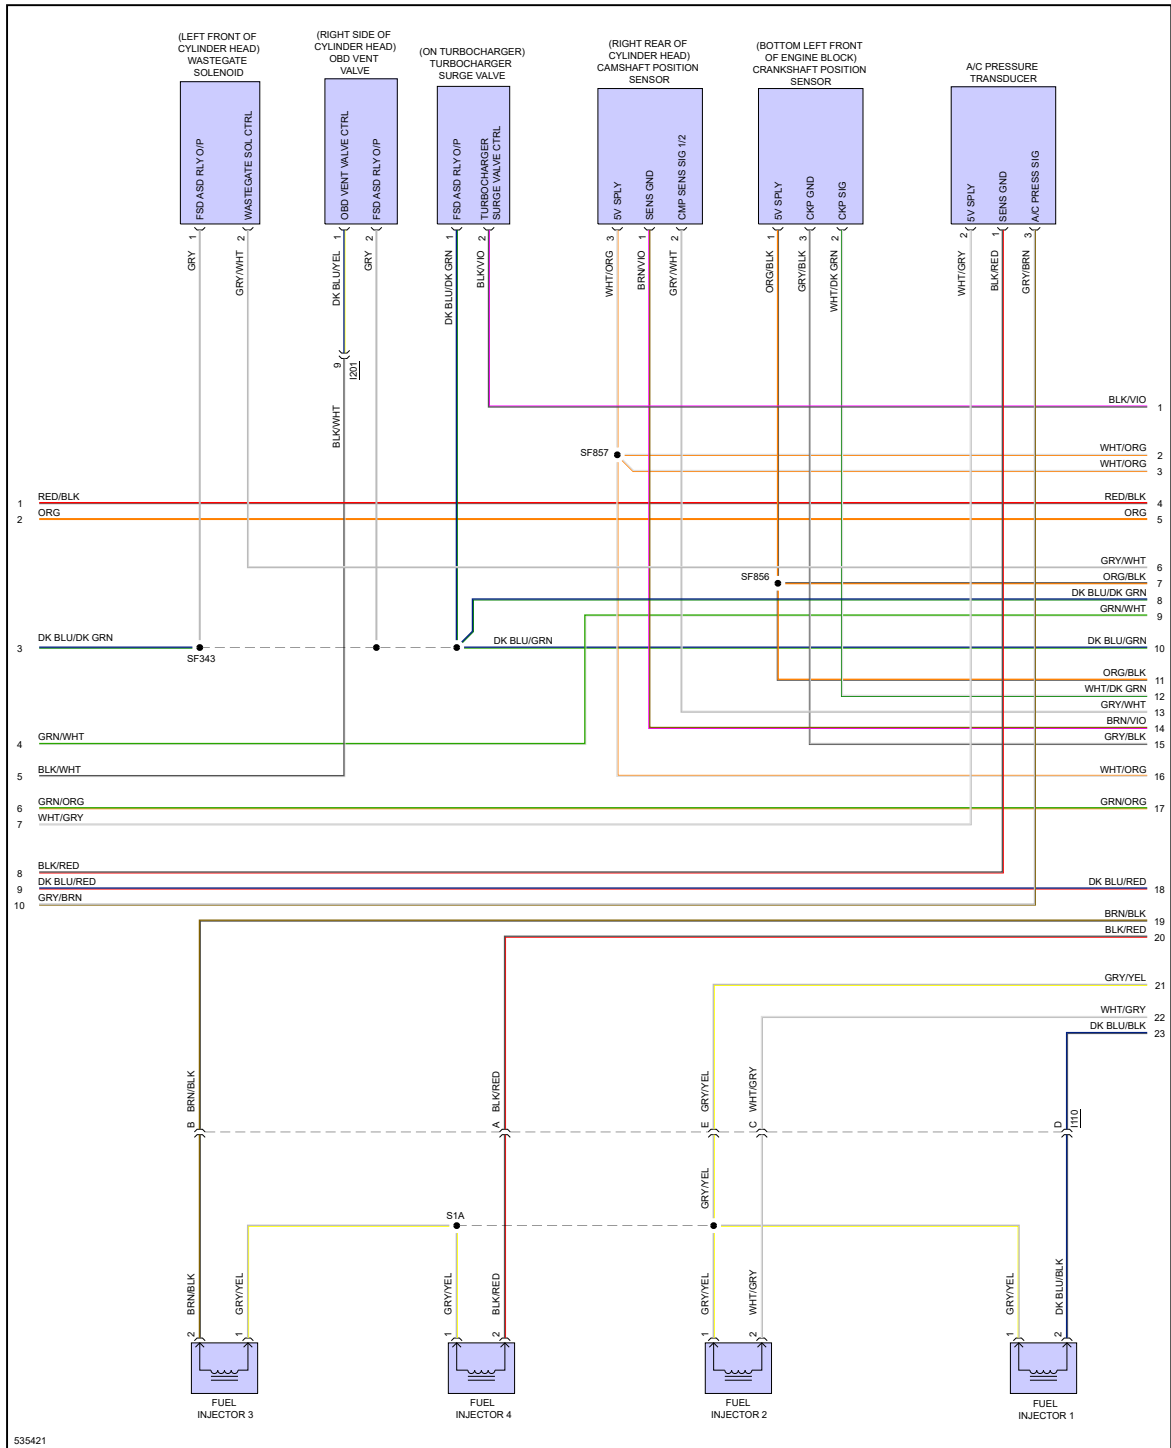 (LEFT FRONT OF
CYLINDER HEAD)
WASTEGATE
SOLENOID
(RIGHT SIDE OF
CYLINDER HEAD)
OBD VENT
VALVE
(ON TURBOCHARGER)
TURBOCHARGER
SURGE VALVE
(RIGHT REAR OF
CYLINDER HEAD)
CAMSHAFT POSITION
SENSOR
(BOTTOM LEFT FRONT
OF ENGINE BLOCK)
CRANKSHAFT POSITION
SENSOR
A/C PRESSURE
TRANSDUCER
FSD ASD RLY O/P
WASTEGATE SOL CTRL
OBD VENT VALVE CTRL
FSD ASD RLY O/P
FSD ASD RLY O/P
TURBOCHARGER
SURGE VALVE CTRL
5V SPLY
SENS GND
CMP SENS SIG 1/2
5V SPLY
CKP GND
CKP SIG
5V SPLY
SENS GND
A/C PRESS SIG
1
2
1
2
1
2
3
1
2
1
3
2
2
1
3
GRY
GRY/WHT
DK BLU/YEL
GRY
DK BLU/DK GRN
BLK/VIO
WHT/ORG
BRN/VIO
GRY/WHT
ORG/BLK
GRY/BLK
WHT/DK GRN
WHT/GRY
BLK/RED
GRY/BRN
9
I201
BLK/WHT
BLK/VIO 1
SF857
WHT/ORG 2
WHT/ORG 3
1 RED/BLK
RED/BLK 4
2 ORG
ORG 5
GRY/WHT 6
SF856
ORG/BLK 7
DK BLU/DK GRN 8
GRN/WHT 9
3 DK BLU/DK GRN
SF343
DK BLU/GRN
DK BLU/GRN 10
ORG/BLK 11
WHT/DK GRN 12
GRY/WHT 13
BRN/VIO 14
4 GRN/WHT
GRY/BLK 15
5 BLK/WHT
WHT/ORG 16
6 GRN/ORG
GRN/ORG 17
7 WHT/GRY
8 BLK/RED
9 DK BLU/RED
DK BLU/RED 18
10 GRY/BRN
BRN/BLK 19
BLK/RED 20
GRY/YEL 21
WHT/GRY 22
DK BLU/BLK 23
BRN/BLK
BLK/RED
GRY/YEL
WHT/GRY
B
A
E
C
D
I110
GRY/YEL
S1A
BRN/BLK
GRY/YEL
GRY/YEL
BLK/RED
GRY/YEL
WHT/GRY
GRY/YEL
DK BLU/BLK
2
1
1
2
1
2
1
2
FUEL
INJECTOR 3
FUEL
INJECTOR 4
FUEL
INJECTOR 2
FUEL
INJECTOR 1
535421